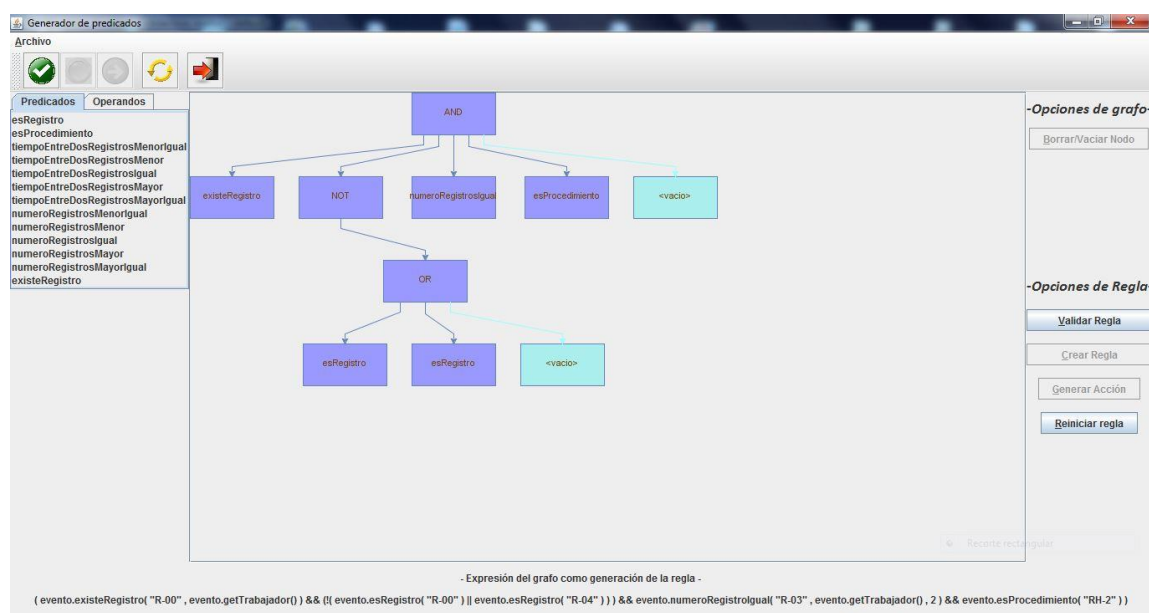 Generador de predicados
Archivo
Predicados Operandos
esRegistro
esProcedimiento
tiempoEntreDosRegistrosMenorIgual
tiempoEntreDosRegistrosMenor
tiempoEntreDosRegistrosIgual
tiempoEntreDosRegistrosMayor
tiempoEntreDosRegistrosMayorIgual
numeroRegistrosMenorIgual
numeroRegistrosMenor
numeroRegistrosIgual
numeroRegistrosMayor
numeroRegistrosMayorIgual
existeRegistro
AND
existeRegistro NOT numeroRegistrosIgual esProcedimiento <vacio>
OR
esRegistro esRegistro <vacio>
-Opciones de grafo-
Borrar/Vaciar Nodo
-Opciones de Regla-
Validar Regla
Crear Regla
Generar Acción
Reiniciar regla
Recorte rectangular
- Expresión del grafo como generación de la regla -
( evento.existeRegistro( "R-00" , evento.getTrabajador() ) && (!( evento.esRegistro( "R-00" ) || evento.esRegistro( "R-04" ) ) ) && evento.numeroRegistroIgual( "R-03" , evento.getTrabajador() , 2 ) && evento.esProcedimiento( "RH-2" ) )